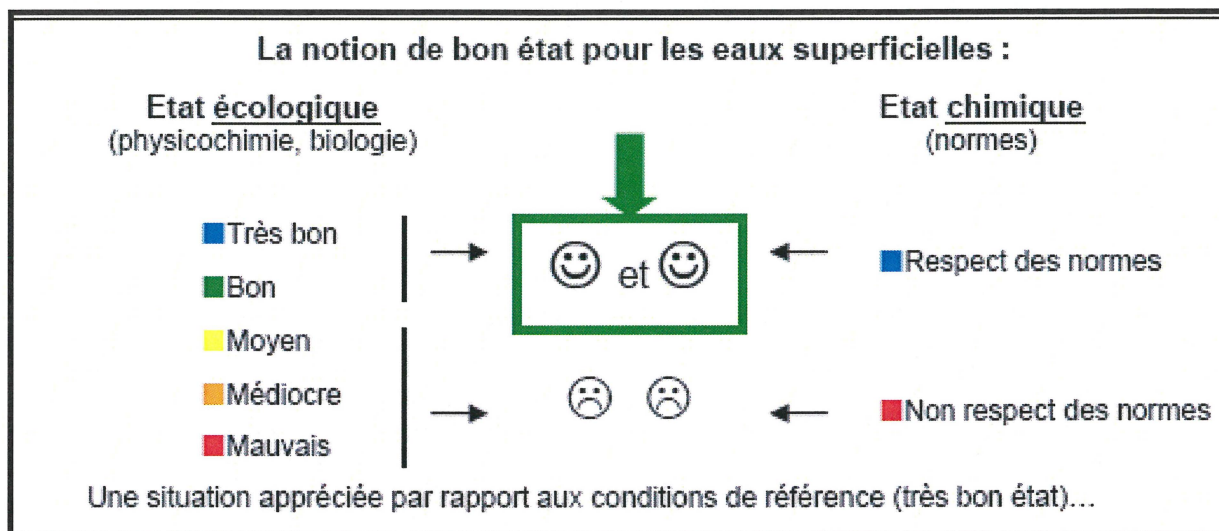 La notion de bon état pour les eaux superficielles :
Etat écologique
(physicochimie, biologie)
Etat chimique
(normes)
Très bon
Bon
Moyen
Médiocre
Mauvais
et
Respect des normes
Non respect des normes
Une situation appréciée par rapport aux conditions de référence (très bon état)...